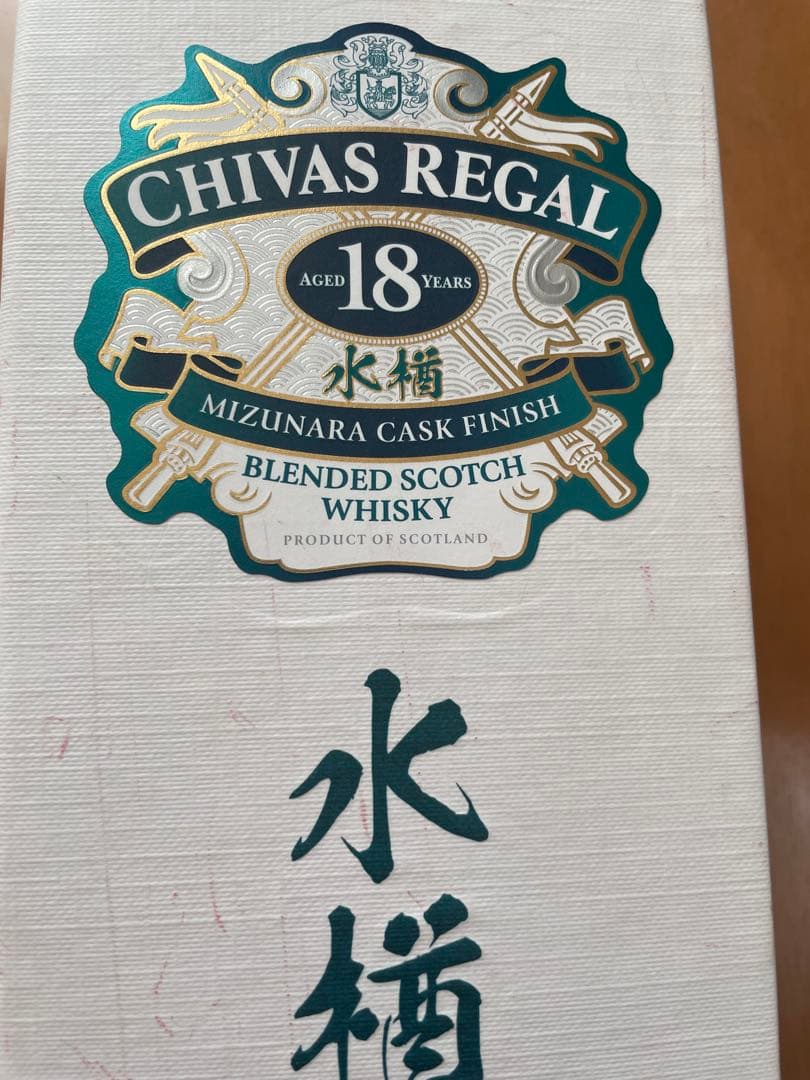 CHIVAS REGAL
AGED 18 YEARS
水楢
MIZUNARA CASK FINISH
BLENDED SCOTCH
WHISKY
PRODUCT OF SCOTLAND
水
楢